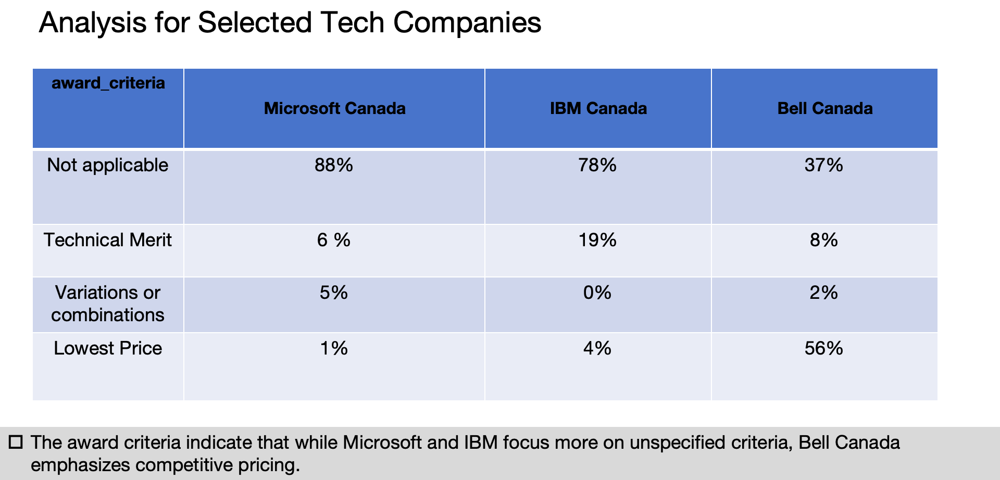 Analysis for Selected Tech Companies
award_criteria
Microsoft Canada
IBM Canada
Bell Canada
Not applicable
88%
78%
37%
Technical Merit
6 %
19%
8%
Variations or
combinations
5%
0%
2%
Lowest Price
1%
4%
56%
The award criteria indicate that while Microsoft and IBM focus more on unspecified criteria, Bell Canada
emphasizes competitive pricing.